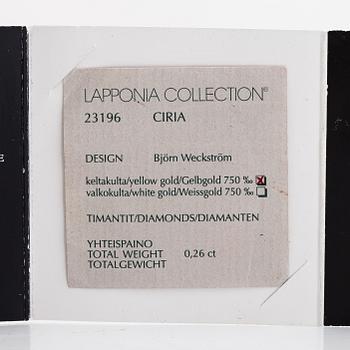 LAPPONIA COLLECTION®
23196 CIRIA
DESIGN Björn Weckström
keltakulta/yellow gold/Gelbgold 750 ‰ ☒
valkokulta/white gold/Weissgold 750 ‰ ☐
TIMANTIT/DIAMONDS/DIAMANTEN
YHTEISPAINO
TOTAL WEIGHT 0,26 ct
TOTALGEWICHT